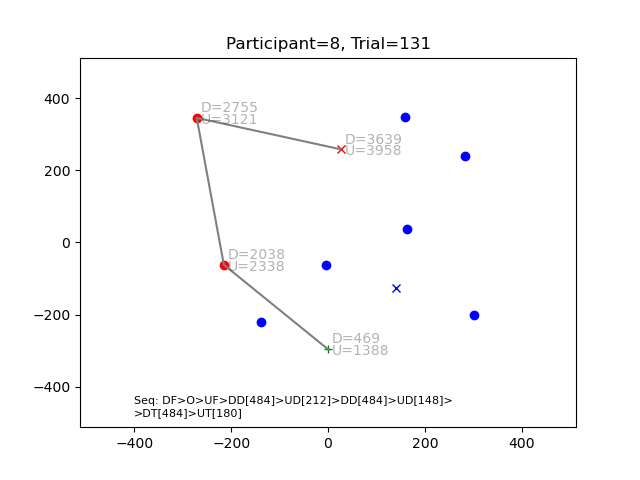 Participant=8, Trial=131
400
200
0
−200
−400
D=2755
U=3121
D=3639
U=3958
D=2038
U=2338
D=469
U=1388
Seq: DF>O>UF>DD[484]>UD[212]>DD[484]>UD[148]>
>DT[484]>UT[180]
−400 −200 0 200 400